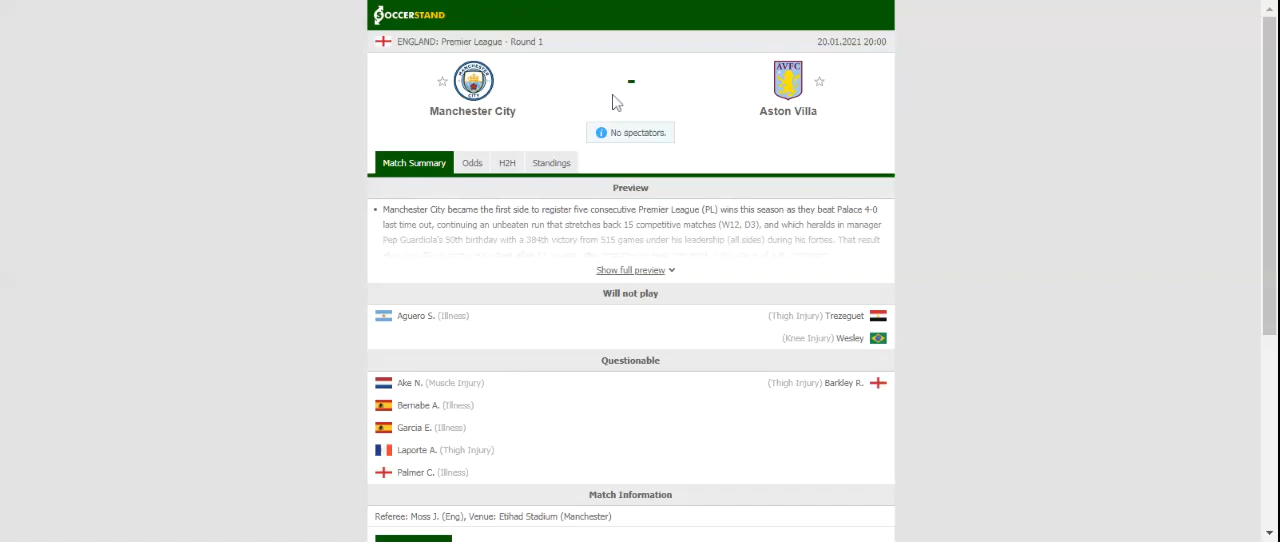 SOCCERSTAND
ENGLAND: Premier League - Round 1 20.01.2021 20:00
MANCHESTER CITY
AVFC
-
Manchester City Aston Villa
No spectators.
Match Summary Odds H2H Standings
Preview
Manchester City became the first side to register five consecutive Premier League (PL) wins this season as they beat Palace 4-0
last time out, continuing an unbeaten run that stretches back 15 competitive matches (W12, D3), and which heralds in manager
Pep Guardiola's 50th birthday with a 384th victory from 515 games under his leadership (all sides) during his forties. That result
Show full preview
Will not play
Aguero S. (Illness) (Thigh Injury) Trezeguet
(Knee Injury) Wesley
Questionable
Ake N. (Muscle Injury) (Thigh Injury) Barkley R.
Bernabe A. (Illness)
Garcia E. (Illness)
Laporte A. (Thigh Injury)
Palmer C. (Illness)
Match Information
Referee: Moss J. (Eng), Venue: Etihad Stadium (Manchester)